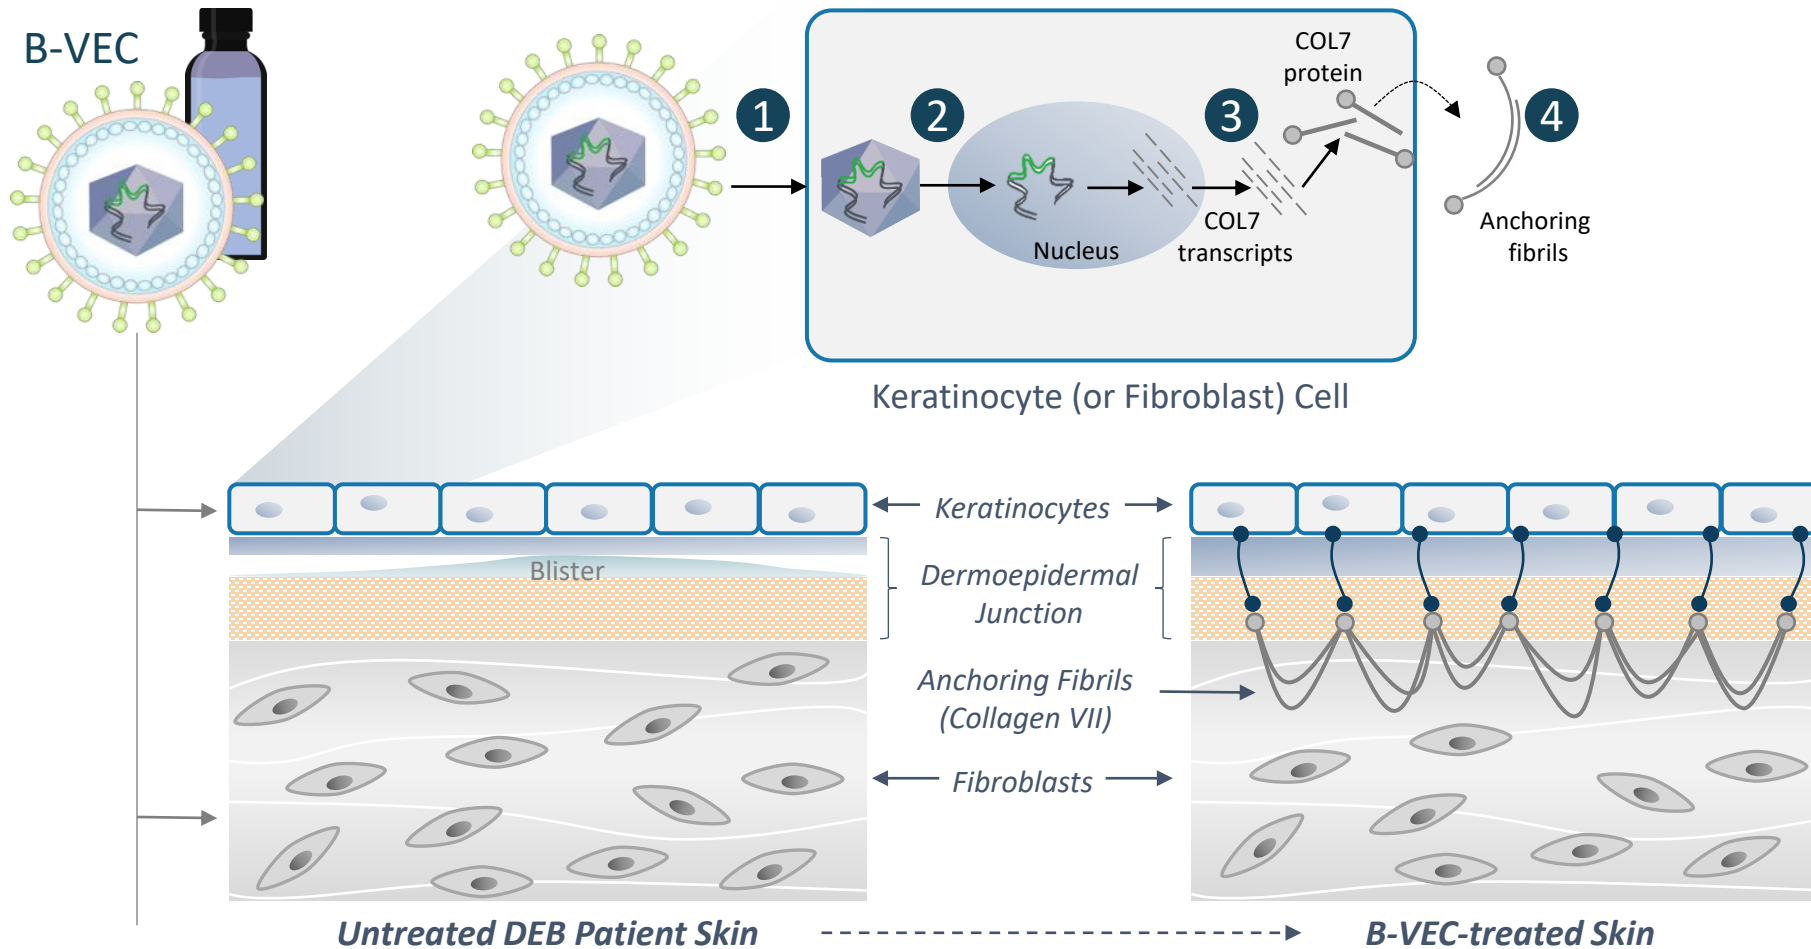 B-VEC
1
2
3
4
COL7
protein
Nucleus
COL7
transcripts
Anchoring
fibrils
Keratinocyte (or Fibroblast) Cell
Keratinocytes
Blister
Dermoepidermal
Junction
Anchoring Fibrils
(Collagen VII)
Fibroblasts
Untreated DEB Patient Skin
B-VEC-treated Skin